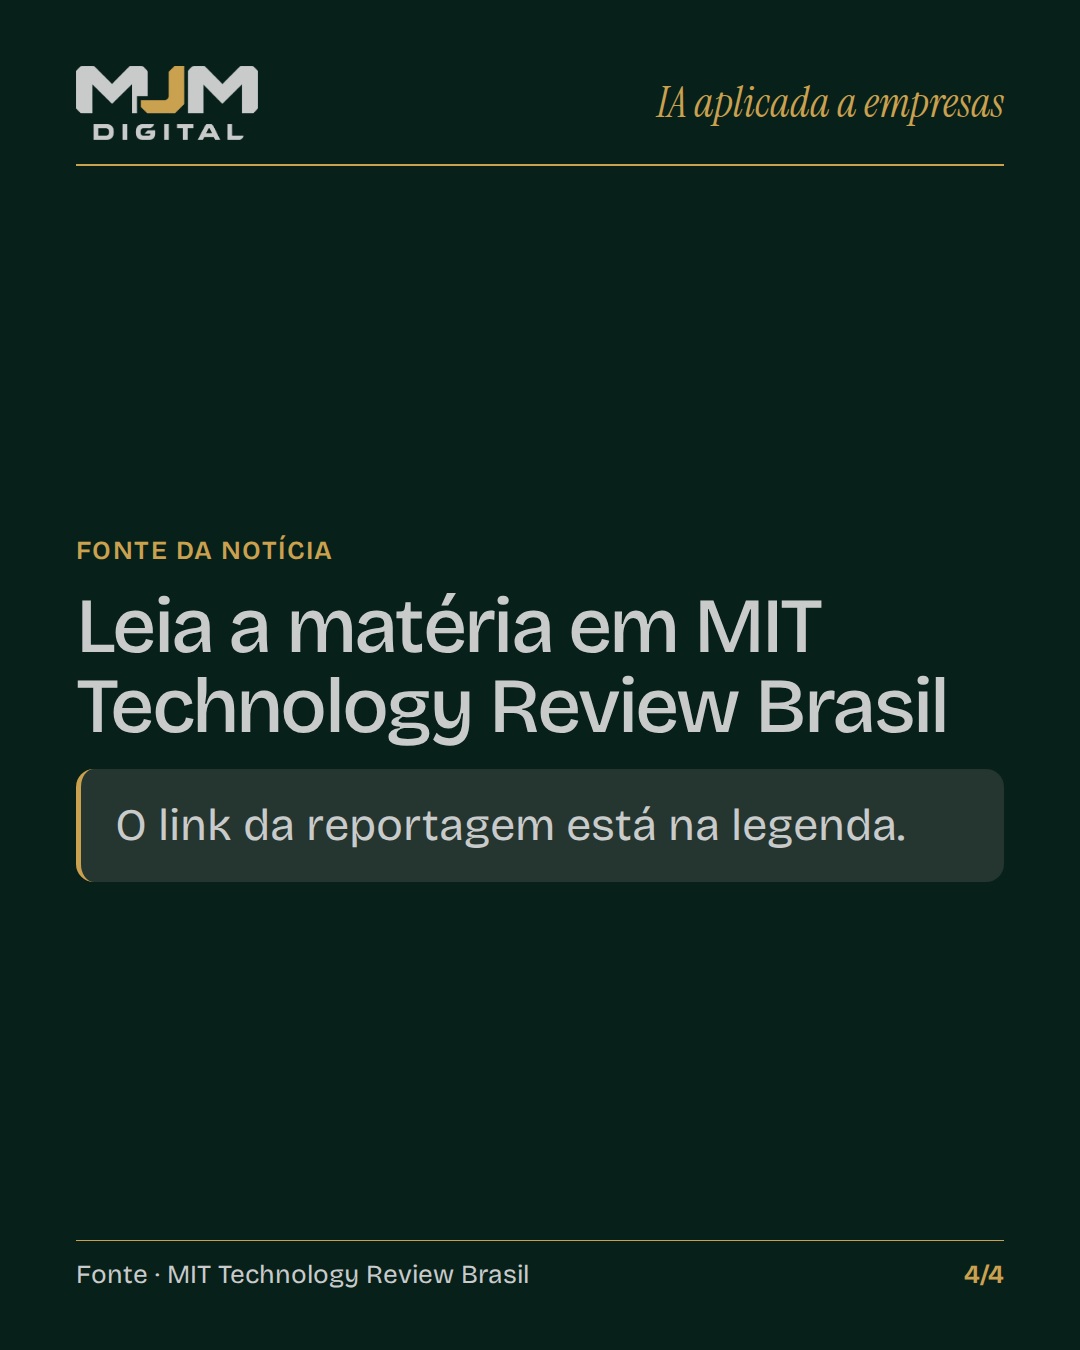 MJM
DIGITAL
IA aplicada a empresas
FONTE DA NOTÍCIA
Leia a matéria em MIT
Technology Review Brasil
O link da reportagem está na legenda.
Fonte · MIT Technology Review Brasil
4/4